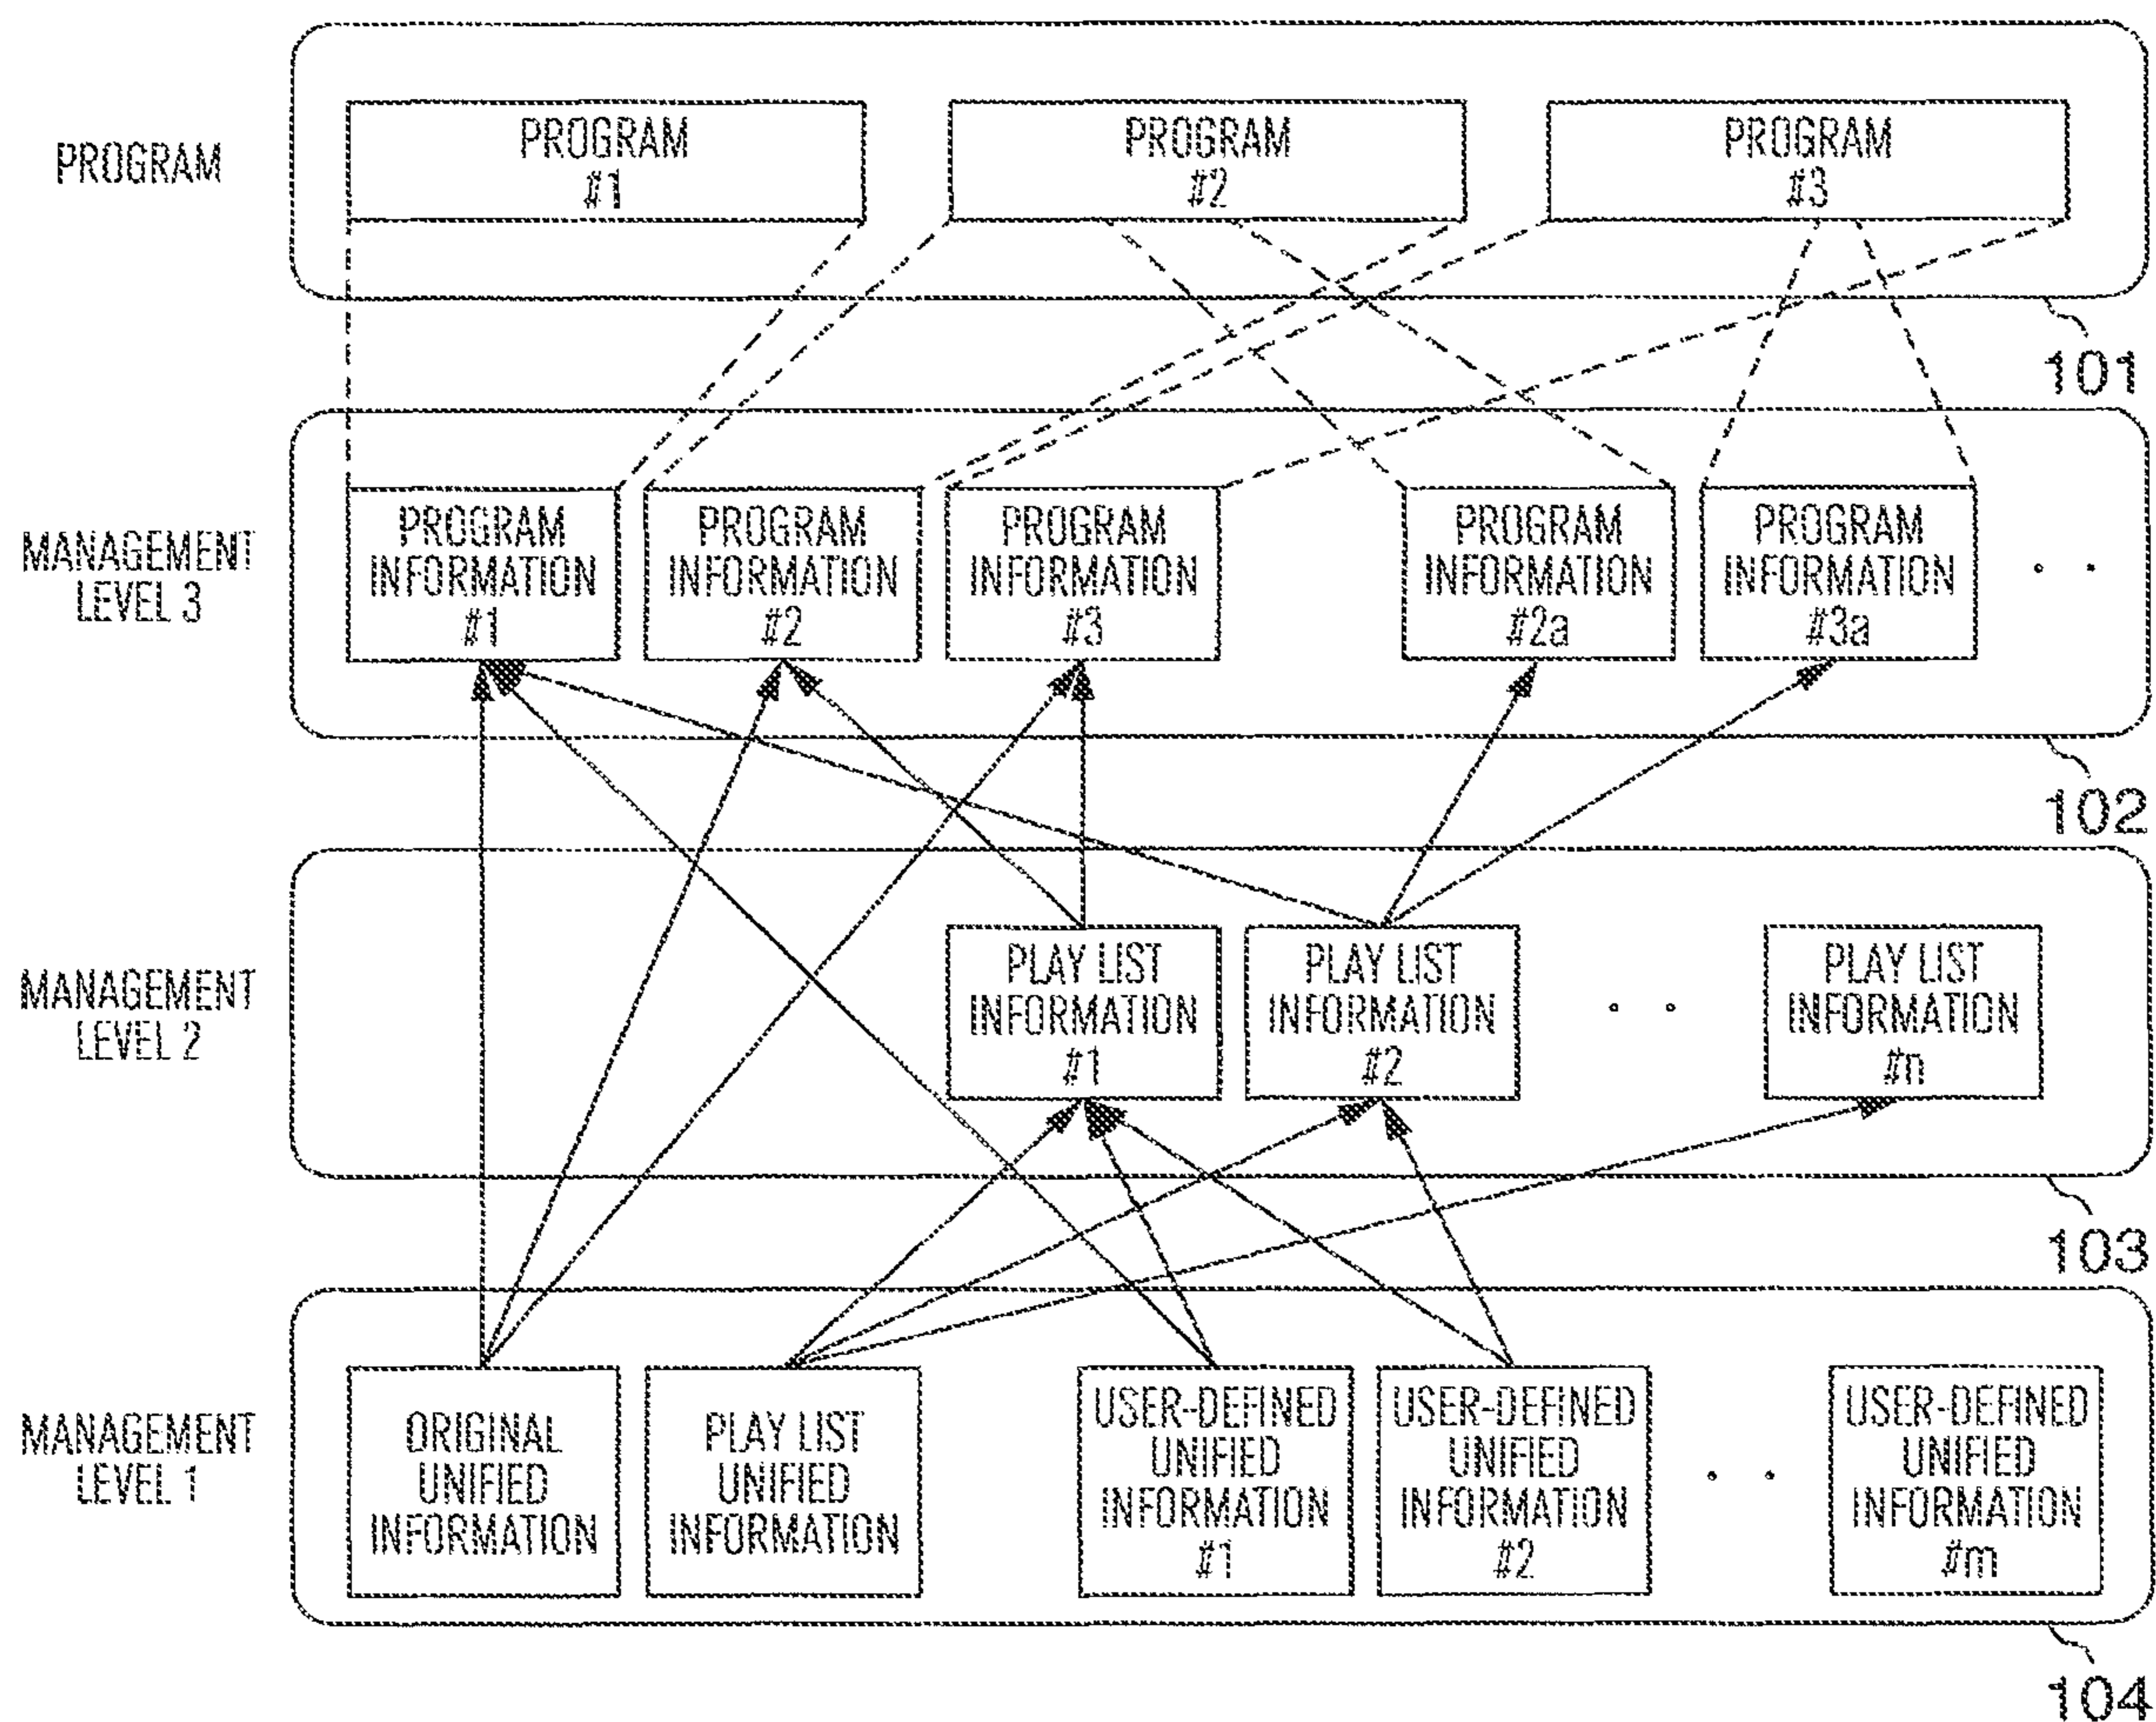 PROGRAM
PROGRAM
#1
PROGRAM
#2
PROGRAM
#3
101
MANAGEMENT
LEVEL 3
PROGRAM
INFORMATION
#1
PROGRAM
INFORMATION
#2
PROGRAM
INFORMATION
#3
PROGRAM
INFORMATION
#2a
PROGRAM
INFORMATION
#3a
102
MANAGEMENT
LEVEL 2
PLAY LIST
INFORMATION
#1
PLAY LIST
INFORMATION
#2
PLAY LIST
INFORMATION
#n
103
MANAGEMENT
LEVEL 1
ORIGINAL
UNIFIED
INFORMATION
PLAY LIST
UNIFIED
INFORMATION
USER-DEFINED
UNIFIED
INFORMATION
#1
USER-DEFINED
UNIFIED
INFORMATION
#2
USER-DEFINED
UNIFIED
INFORMATION
#m
104